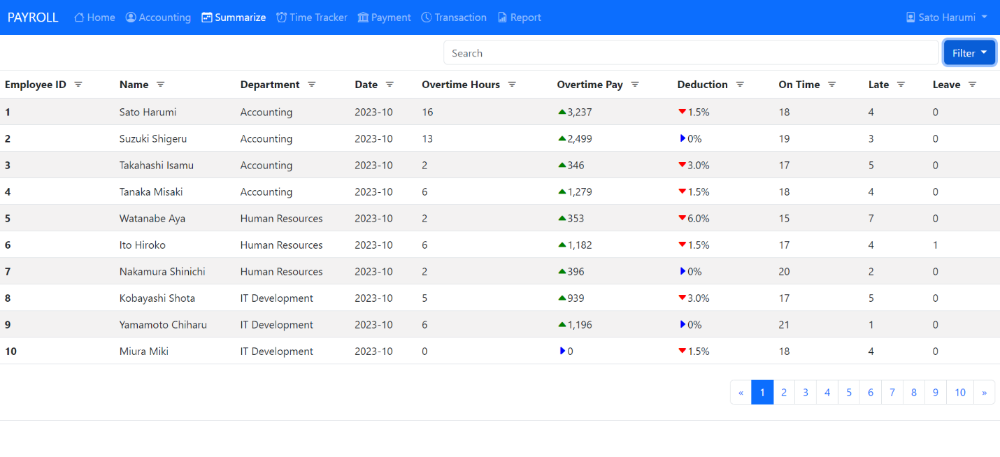 PAYROLL Home Accounting Summarize Time Tracker Payment Transaction Report Sato Harumi
Search Filter
Employee ID Name Department Date Overtime Hours Overtime Pay Deduction On Time Late Leave
1 Sato Harumi Accounting 2023-10 16 3,237 1.5% 18 4 0
2 Suzuki Shigeru Accounting 2023-10 13 2,499 0% 19 3 0
3 Takahashi Isamu Accounting 2023-10 2 346 3.0% 17 5 0
4 Tanaka Misaki Accounting 2023-10 6 1,279 1.5% 18 4 0
5 Watanabe Aya Human Resources 2023-10 2 353 6.0% 15 7 0
6 Ito Hiroko Human Resources 2023-10 6 1,182 1.5% 17 4 1
7 Nakamura Shinichi Human Resources 2023-10 2 396 0% 20 2 0
8 Kobayashi Shota IT Development 2023-10 5 939 3.0% 17 5 0
9 Yamamoto Chiharu IT Development 2023-10 6 1,196 0% 21 1 0
10 Miura Miki IT Development 2023-10 0 0 1.5% 18 4 0
« 1 2 3 4 5 6 7 8 9 10 »